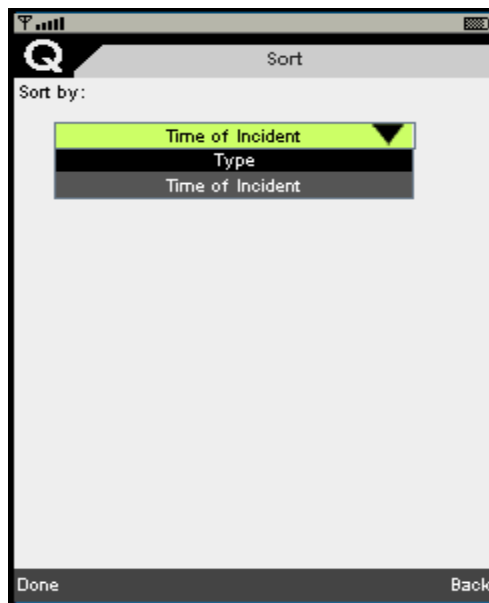 Q
Sort
Sort by:
Time of Incident
Type
Time of Incident
Done Back